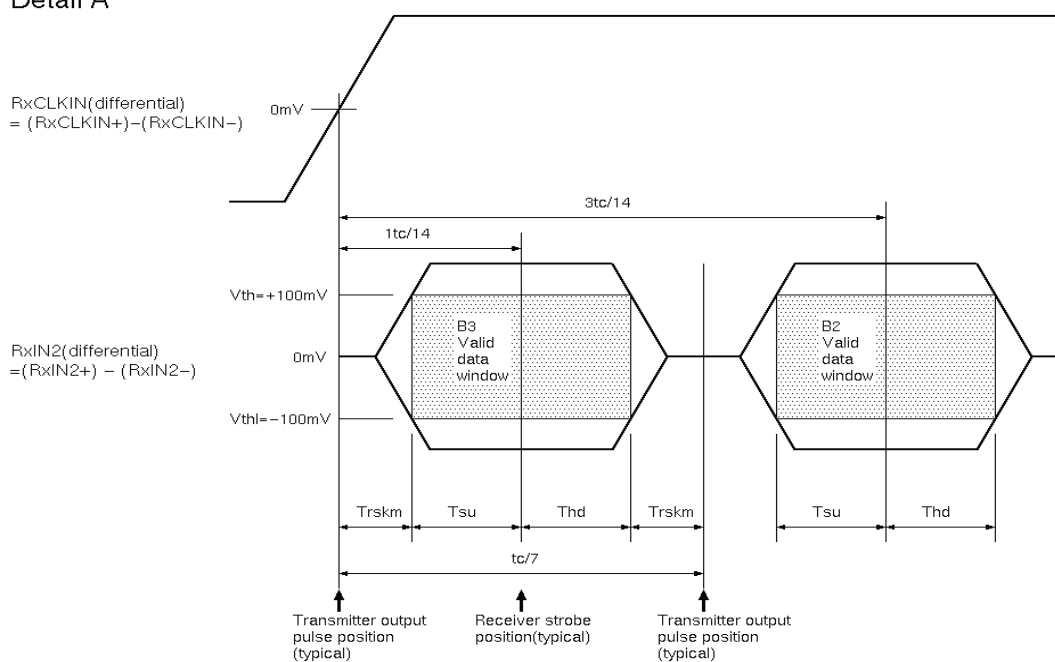 Detail A
RxCLKIN(differential)
= (RxCLKIN+)−(RxCLKIN−)
0mV
3tc/14
1tc/14
Vth=+100mV
B3
Valid
data
window
B2
Valid
data
window
RxIN2(differential)
=(RxIN2+) − (RxIN2-)
0mV
Vthl=−100mV
Trskm
Tsu
Thd
Trskm
Tsu
Thd
tc/7
Transmitter output
pulse position
(typical)
Receiver strobe
position(typical)
Transmitter output
pulse position
(typical)